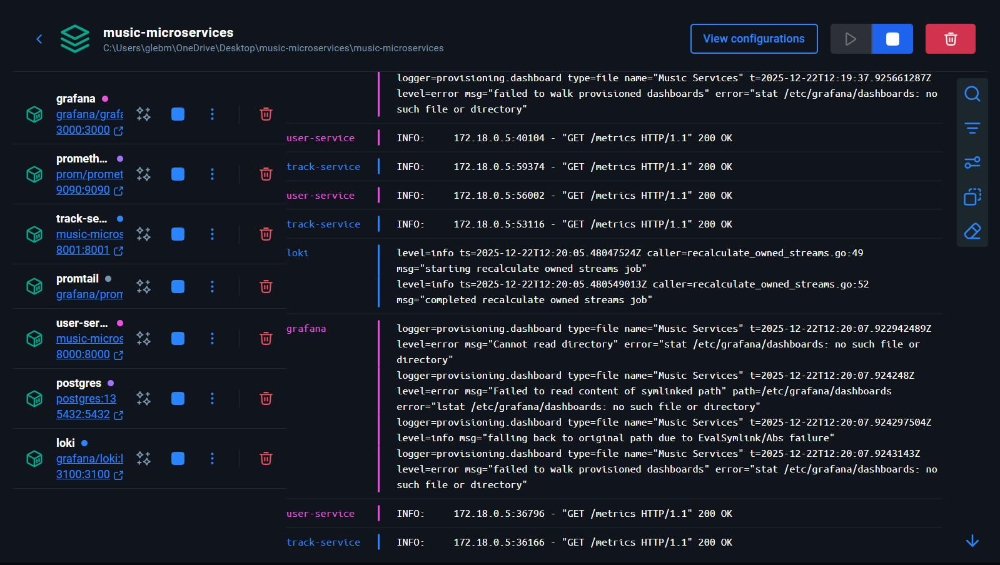 music-microservices
C:\Users\glebm\OneDrive\Desktop\music-microservices\music-microservices
View configurations
grafana
grafana/grafa
3000:3000
prometh...
prom/promet
9090:9090
track-se...
music-micros
8001:8001
promtail
grafana/prom
user-ser...
music-micros
8000:8000
postgres
postgres:13
5432:5432
loki
grafana/loki:l
3100:3100
logger=provisioning.dashboard type=file name="Music Services" t=2025-12-22T12:19:37.925661287Z
level=error msg="failed to walk provisioned dashboards" error="stat /etc/grafana/dashboards: no
such file or directory"
user-service INFO:     172.18.0.5:40104 - "GET /metrics HTTP/1.1" 200 OK
track-service INFO:     172.18.0.5:59374 - "GET /metrics HTTP/1.1" 200 OK
user-service INFO:     172.18.0.5:56002 - "GET /metrics HTTP/1.1" 200 OK
track-service INFO:     172.18.0.5:53116 - "GET /metrics HTTP/1.1" 200 OK
loki level=info ts=2025-12-22T12:20:05.48047524Z caller=recalculate_owned_streams.go:49
msg="starting recalculate owned streams job"
level=info ts=2025-12-22T12:20:05.480549013Z caller=recalculate_owned_streams.go:52
msg="completed recalculate owned streams job"
grafana logger=provisioning.dashboard type=file name="Music Services" t=2025-12-22T12:20:07.922942489Z
level=error msg="Cannot read directory" error="stat /etc/grafana/dashboards: no such file or
directory"
logger=provisioning.dashboard type=file name="Music Services" t=2025-12-22T12:20:07.924248Z
level=error msg="Failed to read content of symlinked path" path=/etc/grafana/dashboards
error="lstat /etc/grafana/dashboards: no such file or directory"
logger=provisioning.dashboard type=file name="Music Services" t=2025-12-22T12:20:07.924297504Z
level=info msg="falling back to original path due to EvalSymlink/Abs failure"
logger=provisioning.dashboard type=file name="Music Services" t=2025-12-22T12:20:07.9243143Z
level=error msg="failed to walk provisioned dashboards" error="stat /etc/grafana/dashboards: no
such file or directory"
user-service INFO:     172.18.0.5:36796 - "GET /metrics HTTP/1.1" 200 OK
track-service INFO:     172.18.0.5:36166 - "GET /metrics HTTP/1.1" 200 OK